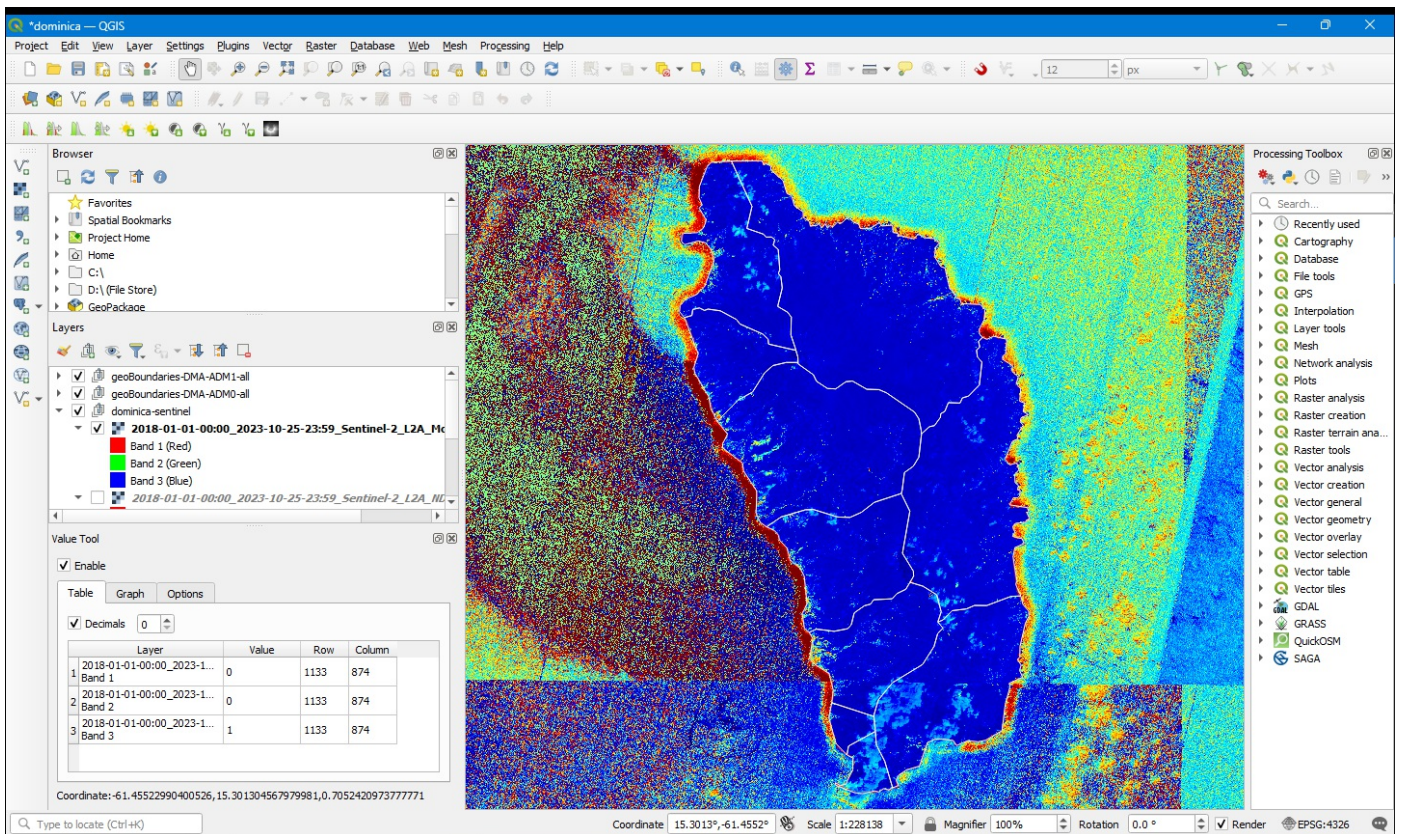 *dominica — QGIS
Project Edit View Layer Settings Plugins Vector Raster Database Web Mesh Processing Help
12 px
Browser
Favorites
Spatial Bookmarks
Project Home
Home
C:\
D:\ (File Store)
GeoPackage
Layers
geoBoundaries-DMA-ADM1-all
geoBoundaries-DMA-ADM0-all
dominica-sentinel
2018-01-01-00:00_2023-10-25-23:59_Sentinel-2_L2A_Mc
Band 1 (Red)
Band 2 (Green)
Band 3 (Blue)
2018-01-01-00:00_2023-10-25-23:59_Sentinel-2_L2A_ND
Value Tool
Enable
Table Graph Options
Decimals 0
Layer Value Row Column
1 2018-01-01-00:00_2023-1...
Band 1 0 1133 874
2 2018-01-01-00:00_2023-1...
Band 2 0 1133 874
3 2018-01-01-00:00_2023-1...
Band 3 1 1133 874
Coordinate:-61.45522990400526,15.301304567979981,0.7052420973777771
Processing Toolbox
Search...
Recently used
Cartography
Database
File tools
GPS
Interpolation
Layer tools
Mesh
Network analysis
Plots
Raster analysis
Raster creation
Raster terrain ana...
Raster tools
Vector analysis
Vector creation
Vector general
Vector geometry
Vector overlay
Vector selection
Vector table
Vector tiles
GDAL
GRASS
QuickOSM
SAGA
Type to locate (Ctrl+K) Coordinate 15.3013°,-61.4552° Scale 1:228138 Magnifier 100% Rotation 0.0 ° Render EPSG:4326